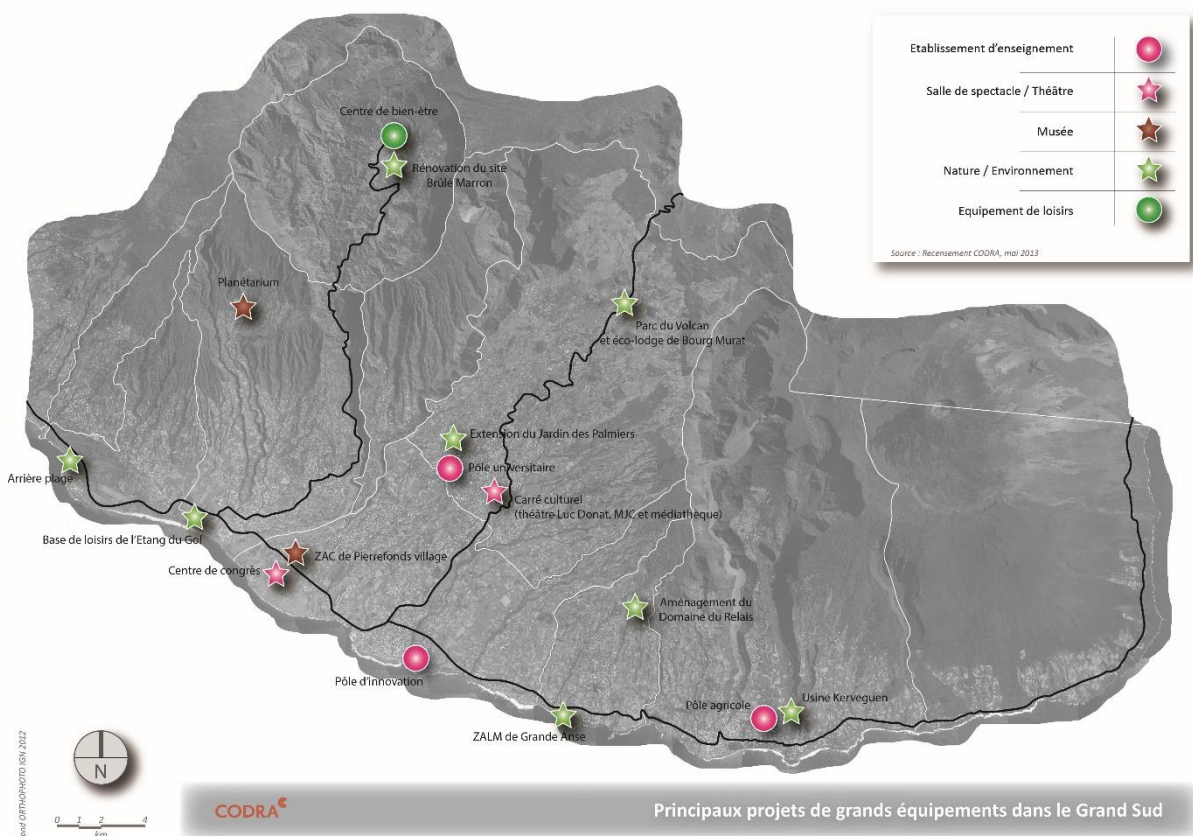 Etablissement d'enseignement
Salle de spectacle / Théâtre
Musée
Nature / Environnement
Equipement de loisirs
Source : Recensement CODRA, mai 2013
Centre de bien-être
Rénovation du site
Brûlé Marron
Planétarium
Parc du Volcan
et éco-lodge de Bourg Murat
Extension du Jardin des Palmiers
Pôle universitaire
Carré culturel
(théâtre Luc Donat, MJC et médiathèque)
Arrière plage
Base de loisirs de l'Etang du Gol
ZAC de Pierrefonds village
Centre de congrès
Aménagement du
Domaine du Relais
Pôle d'innovation
Pôle agricole
Usine Kerveguen
ZALM de Grande Anse
N
0 1 2 4
km
ORTHOPHOTO IGN 2012
CODRA
Principaux projets de grands équipements dans le Grand Sud